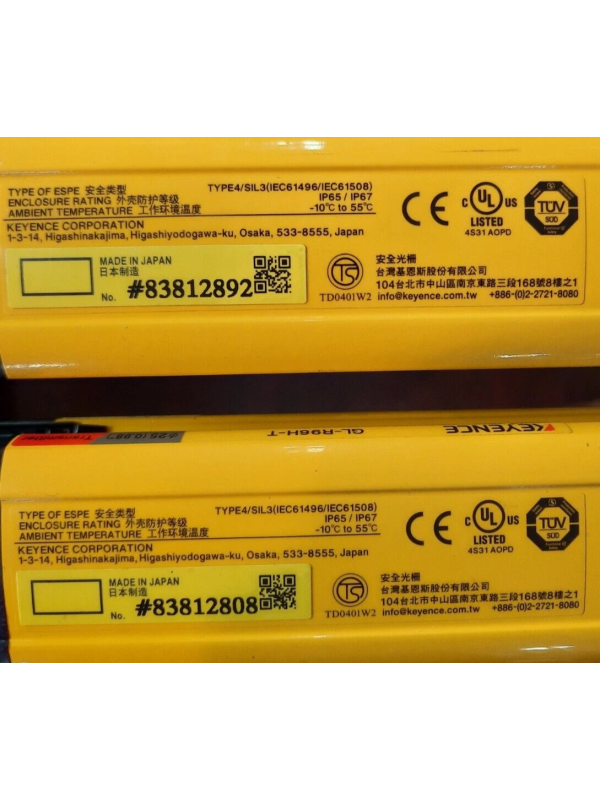 TYPE OF ESPE 安全类型 TYPE4/SIL3(IEC61496/IEC61508)
ENCLOSURE RATING 外壳防护等级 IP65 / IP67
AMBIENT TEMPERATURE 工作环境温度 -10°C to 55°C
KEYENCE CORPORATION
1-3-14, Higashinakajima, Higashiyodogawa-ku, Osaka, 533-8555, Japan
C UL US
LISTED
4S31 AOPD
TÜV
SÜD
MADE IN JAPAN
日本制造
No. #83812892
TS
TD0401W2
安全光柵
台灣基恩斯股份有限公司
104台北市中山區南京東路三段168號8樓之1
info@keyence.com.tw +886-(0)2-2721-8080
Transmitter
φ25 (0.98")
GL-R96H-T
KEYENCE
TYPE OF ESPE 安全类型 TYPE4/SIL3(IEC61496/IEC61508)
ENCLOSURE RATING 外壳防护等级 IP65 / IP67
AMBIENT TEMPERATURE 工作环境温度 -10°C to 55°C
KEYENCE CORPORATION
1-3-14, Higashinakajima, Higashiyodogawa-ku, Osaka, 533-8555, Japan
C UL US
LISTED
4S31 AOPD
TÜV
SÜD
MADE IN JAPAN
日本制造
No. #83812808
TS
TD0401W2
安全光柵
台灣基恩斯股份有限公司
104台北市中山區南京東路三段168號8樓之1
info@keyence.com.tw +886-(0)2-2721-8080